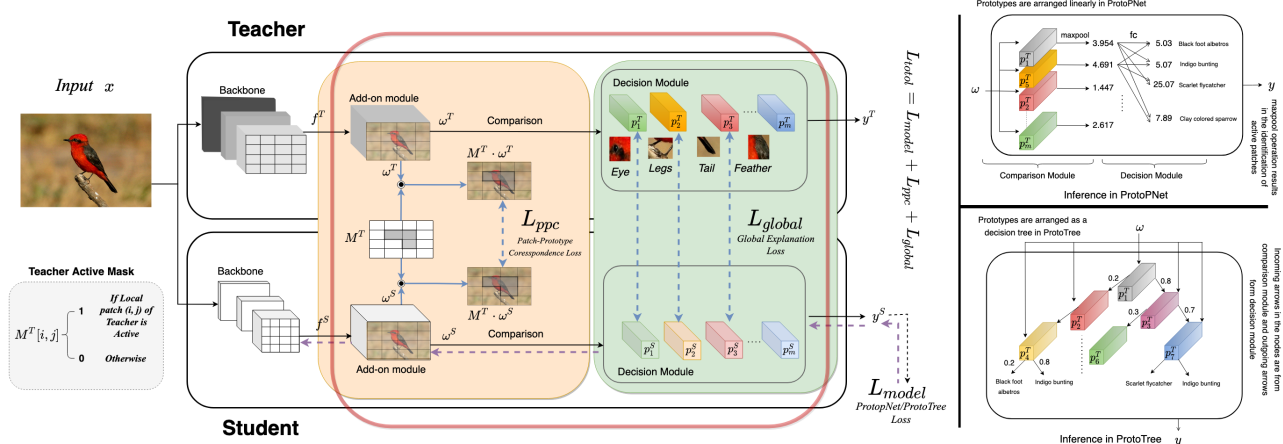 Teacher
Input x
Backbone
f^T
Add-on module
ω^T
Comparison
Decision Module
p_1^T
p_2^T
p_3^T
p_m^T
Eye
Legs
Tail
Feather
y^T
ω^T
M^T · ω^T
M^T
L_ppc
Patch-Prototype
Coresspondence Loss
L_global
Global Explanation
Loss
L_total = L_model + L_ppc + L_global
Teacher Active Mask
M^T[i, j]
1
If Local
patch (i, j) of
Teacher is
Active
0
Otherwise
Backbone
f^S
ω^S
M^T · ω^S
ω^S
Comparison
Add-on module
p_1^S
p_2^S
p_3^S
p_m^S
Decision Module
y^S
L_model
ProtopNet/ProtoTree
Loss
Student
Prototypes are arranged linearly in ProtoPNet
maxpool
fc
ω
p_1^T
p_2^T
p_m^T
3.954
4.691
1.447
2.617
5.03
5.07
25.07
7.89
Black foot albetros
Indigo bunting
Scarlet flycatcher
Clay colored sparrow
y
maxpool operation results
in the identification of
active patches
Comparison Module
Decision Module
Inference in ProtoPNet
Prototypes are arranged as a
decision tree in ProtoTree
ω
0.2
0.8
p_1^T
0.3
0.7
p_2^T
p_3^T
p_4^T
p_6^T
p_7^T
0.2
0.8
Black foot
albetros
Indigo bunting
Scarlet flycatcher
Indigo bunting
Incoming arrows in the nodes are from
comparison module and outgoing arrows
form decision module
Inference in ProtoTree
y